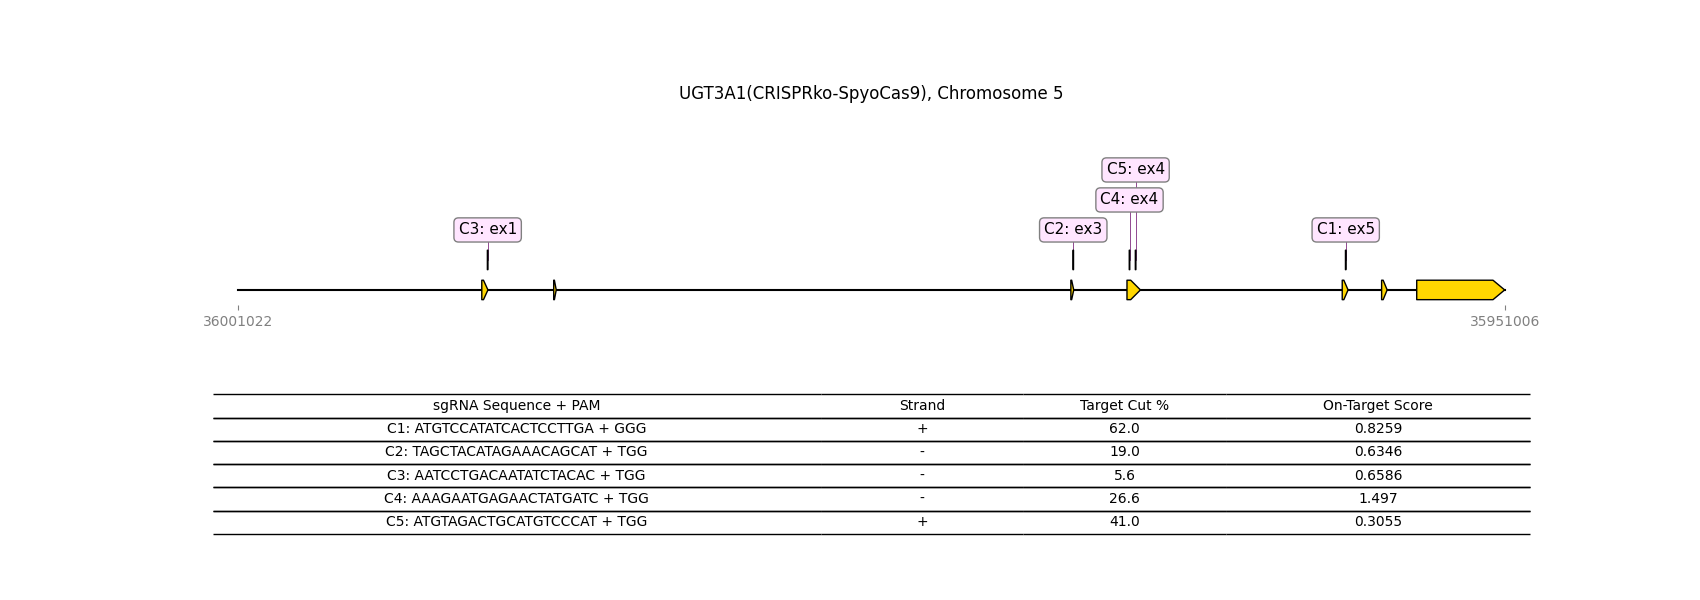 UGT3A1(CRISPRko-SpyoCas9), Chromosome 5
C5: ex4
C4: ex4
C3: ex1 C2: ex3 C1: ex5
36001022 35951006
sgRNA Sequence + PAM Strand Target Cut % On-Target Score
C1: ATGTCCATATCACTCCTTGA + GGG + 62.0 0.8259
C2: TAGCTACATAGAAACAGCAT + TGG - 19.0 0.6346
C3: AATCCTGACAATATCTACAC + TGG - 5.6 0.6586
C4: AAAGAATGAGAACTATGATC + TGG - 26.6 1.497
C5: ATGTAGACTGCATGTCCCAT + TGG + 41.0 0.3055